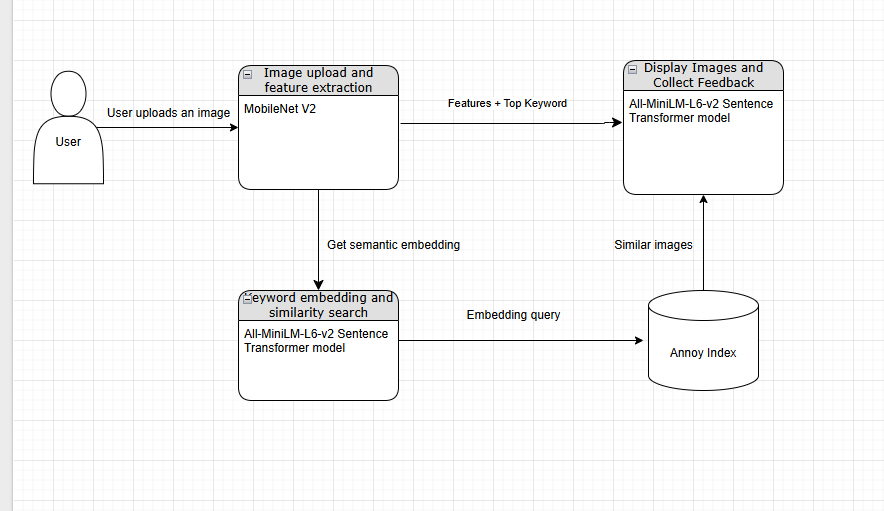 User
User uploads an image
Image upload and
feature extraction
MobileNet V2
Features + Top Keyword
Display Images and
Collect Feedback
All-MiniLM-L6-v2 Sentence
Transformer model
Get semantic embedding
Similar images
Keyword embedding and
similarity search
All-MiniLM-L6-v2 Sentence
Transformer model
Embedding query
Annoy Index